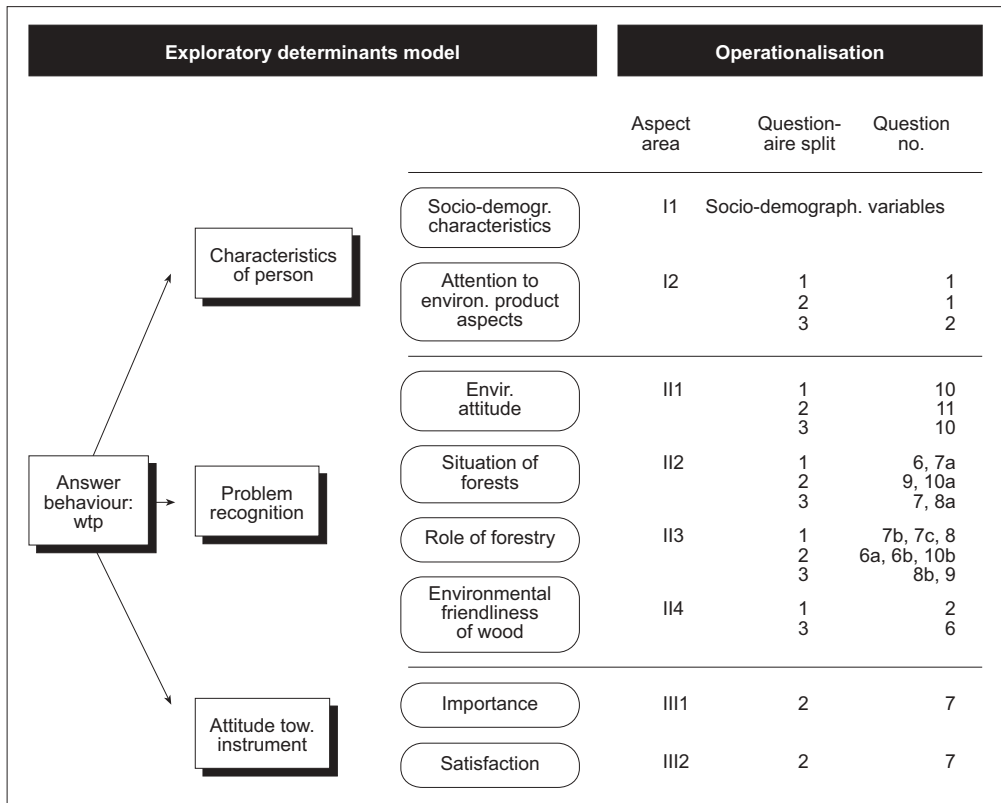 Exploratory determinants model
Operationalisation
Aspect area
Question-aire split
Question no.
Socio-demogr.
characteristics
I1 Socio-demograph. variables
Characteristics
of person
Attention to
environ. product
aspects
I2 1 1
2 1
3 2
Envir.
attitude
II1 1 10
2 11
3 10
Answer
behaviour:
wtp
Problem
recognition
Situation of
forests
II2 1 6, 7a
2 9, 10a
3 7, 8a
Role of forestry
II3 1 7b, 7c, 8
2 6a, 6b, 10b
3 8b, 9
Environmental
friendliness
of wood
II4 1 2
3 6
Attitude tow.
instrument
Importance
III1 2 7
Satisfaction
III2 2 7